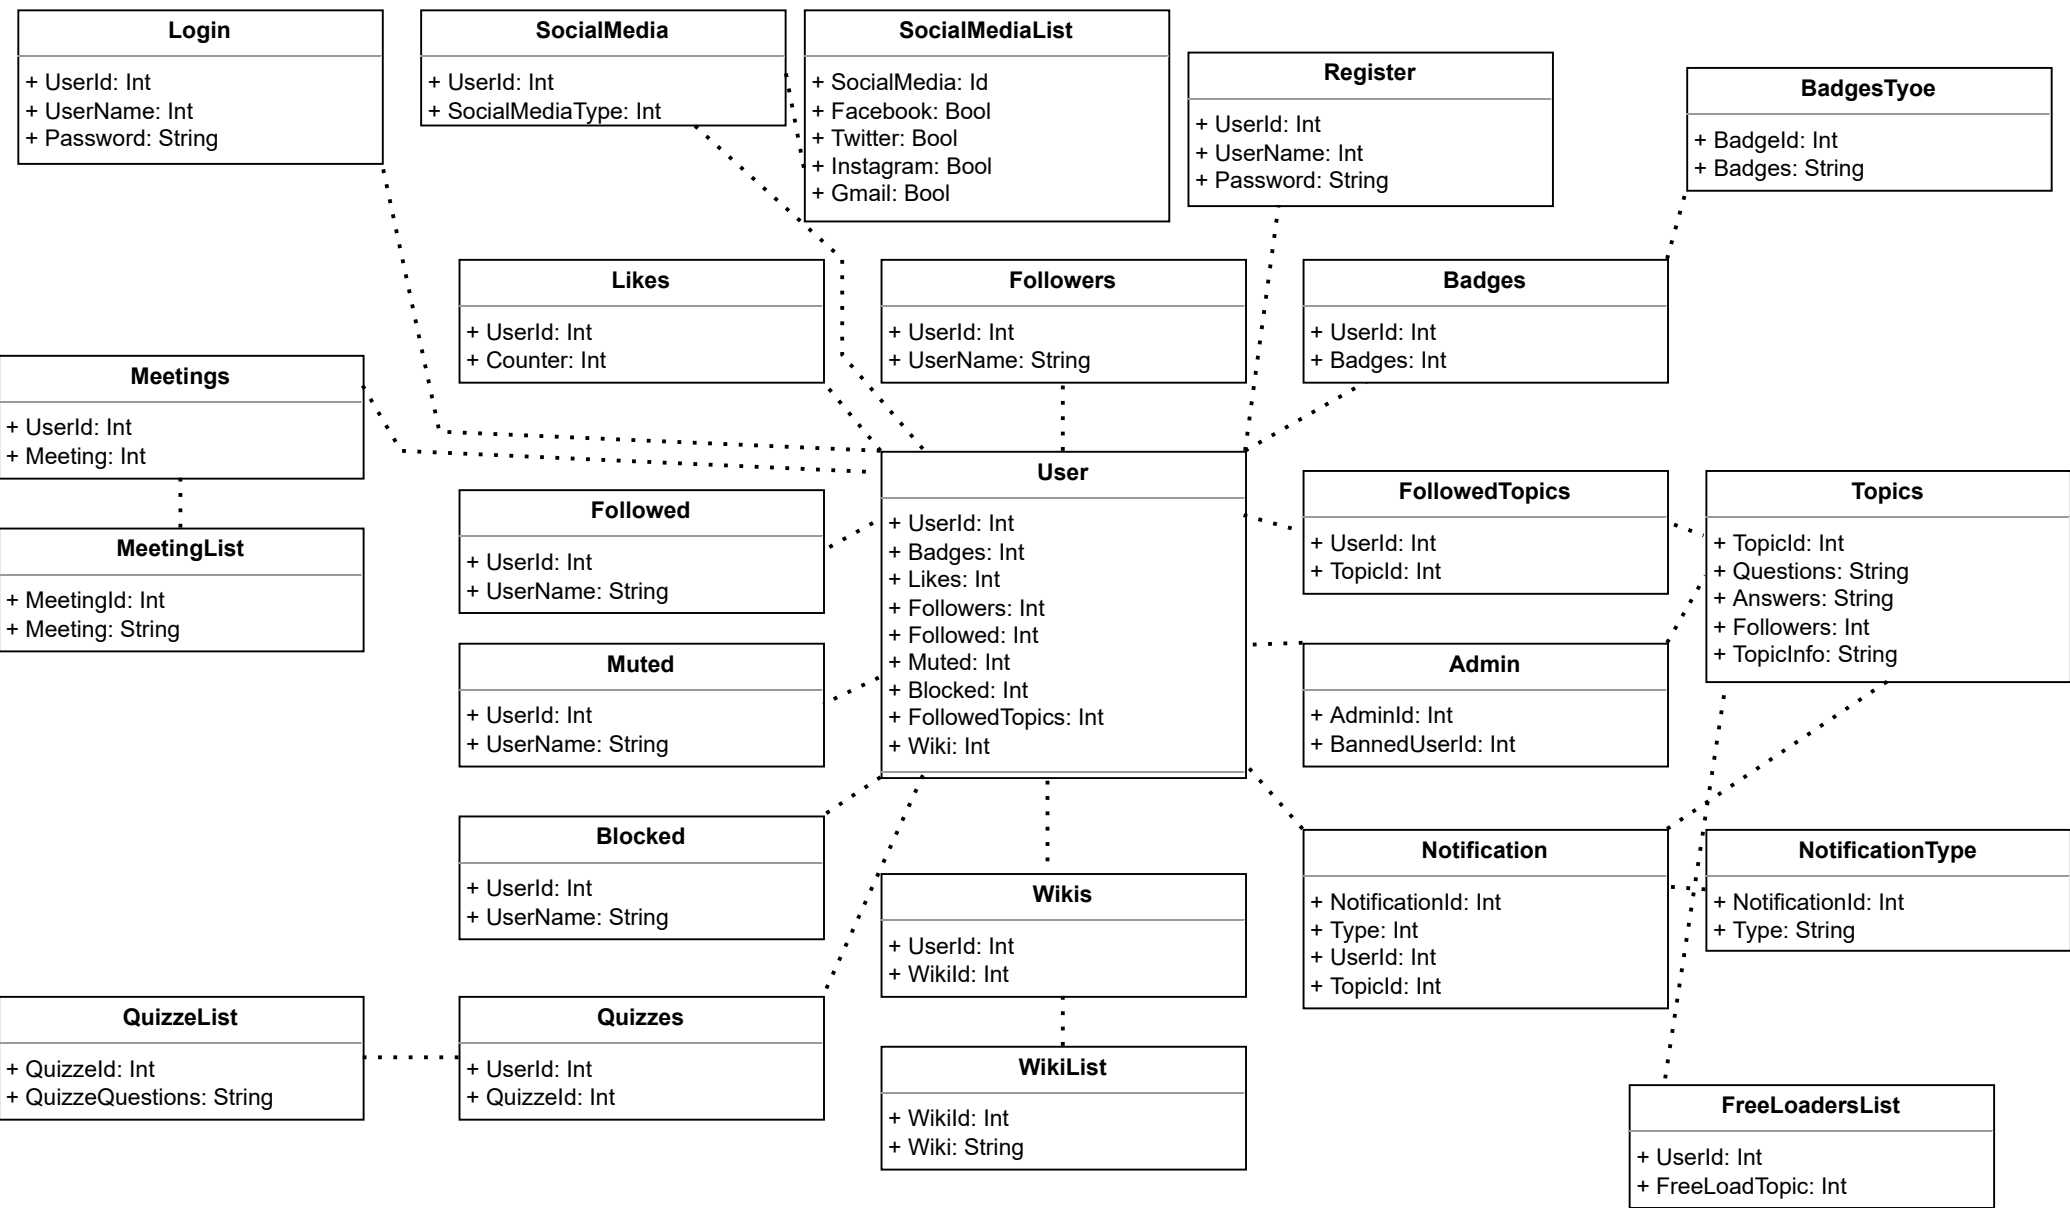 Login
+ UserId: Int
+ UserName: Int
+ Password: String
SocialMedia
+ UserId: Int
+ SocialMediaType: Int
SocialMediaList
+ SocialMedia: Id
+ Facebook: Bool
+ Twitter: Bool
+ Instagram: Bool
+ Gmail: Bool
Register
+ UserId: Int
+ UserName: Int
+ Password: String
BadgesTyoe
+ BadgeId: Int
+ Badges: String
Likes
+ UserId: Int
+ Counter: Int
Followers
+ UserId: Int
+ UserName: String
Badges
+ UserId: Int
+ Badges: Int
Meetings
+ UserId: Int
+ Meeting: Int
MeetingList
+ MeetingId: Int
+ Meeting: String
Followed
+ UserId: Int
+ UserName: String
User
+ UserId: Int
+ Badges: Int
+ Likes: Int
+ Followers: Int
+ Followed: Int
+ Muted: Int
+ Blocked: Int
+ FollowedTopics: Int
+ Wiki: Int
FollowedTopics
+ UserId: Int
+ TopicId: Int
Topics
+ TopicId: Int
+ Questions: String
+ Answers: String
+ Followers: Int
+ TopicInfo: String
Muted
+ UserId: Int
+ UserName: String
Admin
+ AdminId: Int
+ BannedUserId: Int
Blocked
+ UserId: Int
+ UserName: String
Wikis
+ UserId: Int
+ WikiId: Int
Notification
+ NotificationId: Int
+ Type: Int
+ UserId: Int
+ TopicId: Int
NotificationType
+ NotificationId: Int
+ Type: String
QuizzeList
+ QuizzeId: Int
+ QuizzeQuestions: String
Quizzes
+ UserId: Int
+ QuizzeId: Int
WikiList
+ WikiId: Int
+ Wiki: String
FreeLoadersList
+ UserId: Int
+ FreeLoadTopic: Int